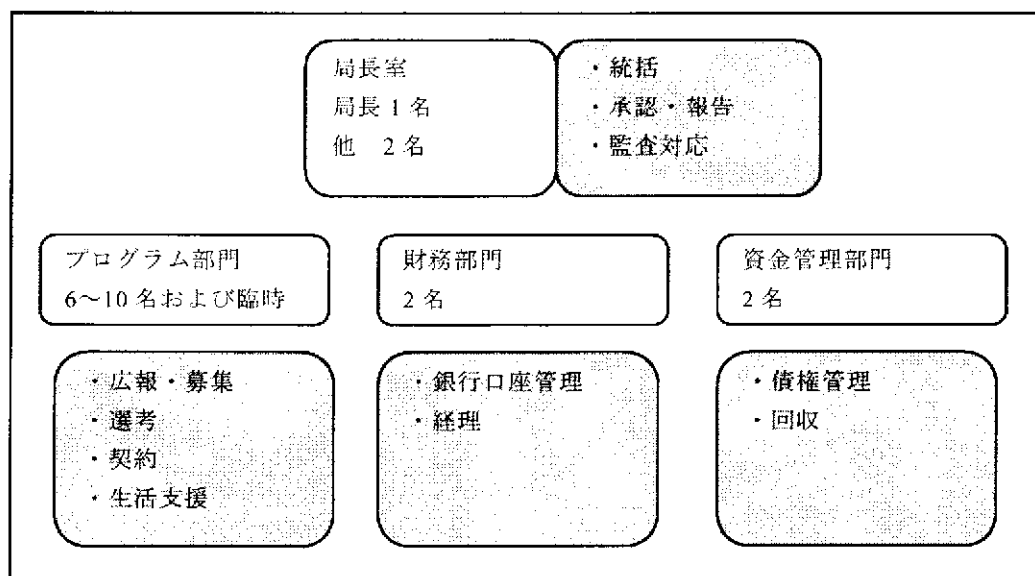 局長室
局長 1 名
他　2 名
・統括
・承認・報告
・監査対応
プログラム部門
6～10 名および臨時
財務部門
2 名
資金管理部門
2 名
・広報・募集
・選考
・契約
・生活支援
・銀行口座管理
・経理
・債権管理
・回収